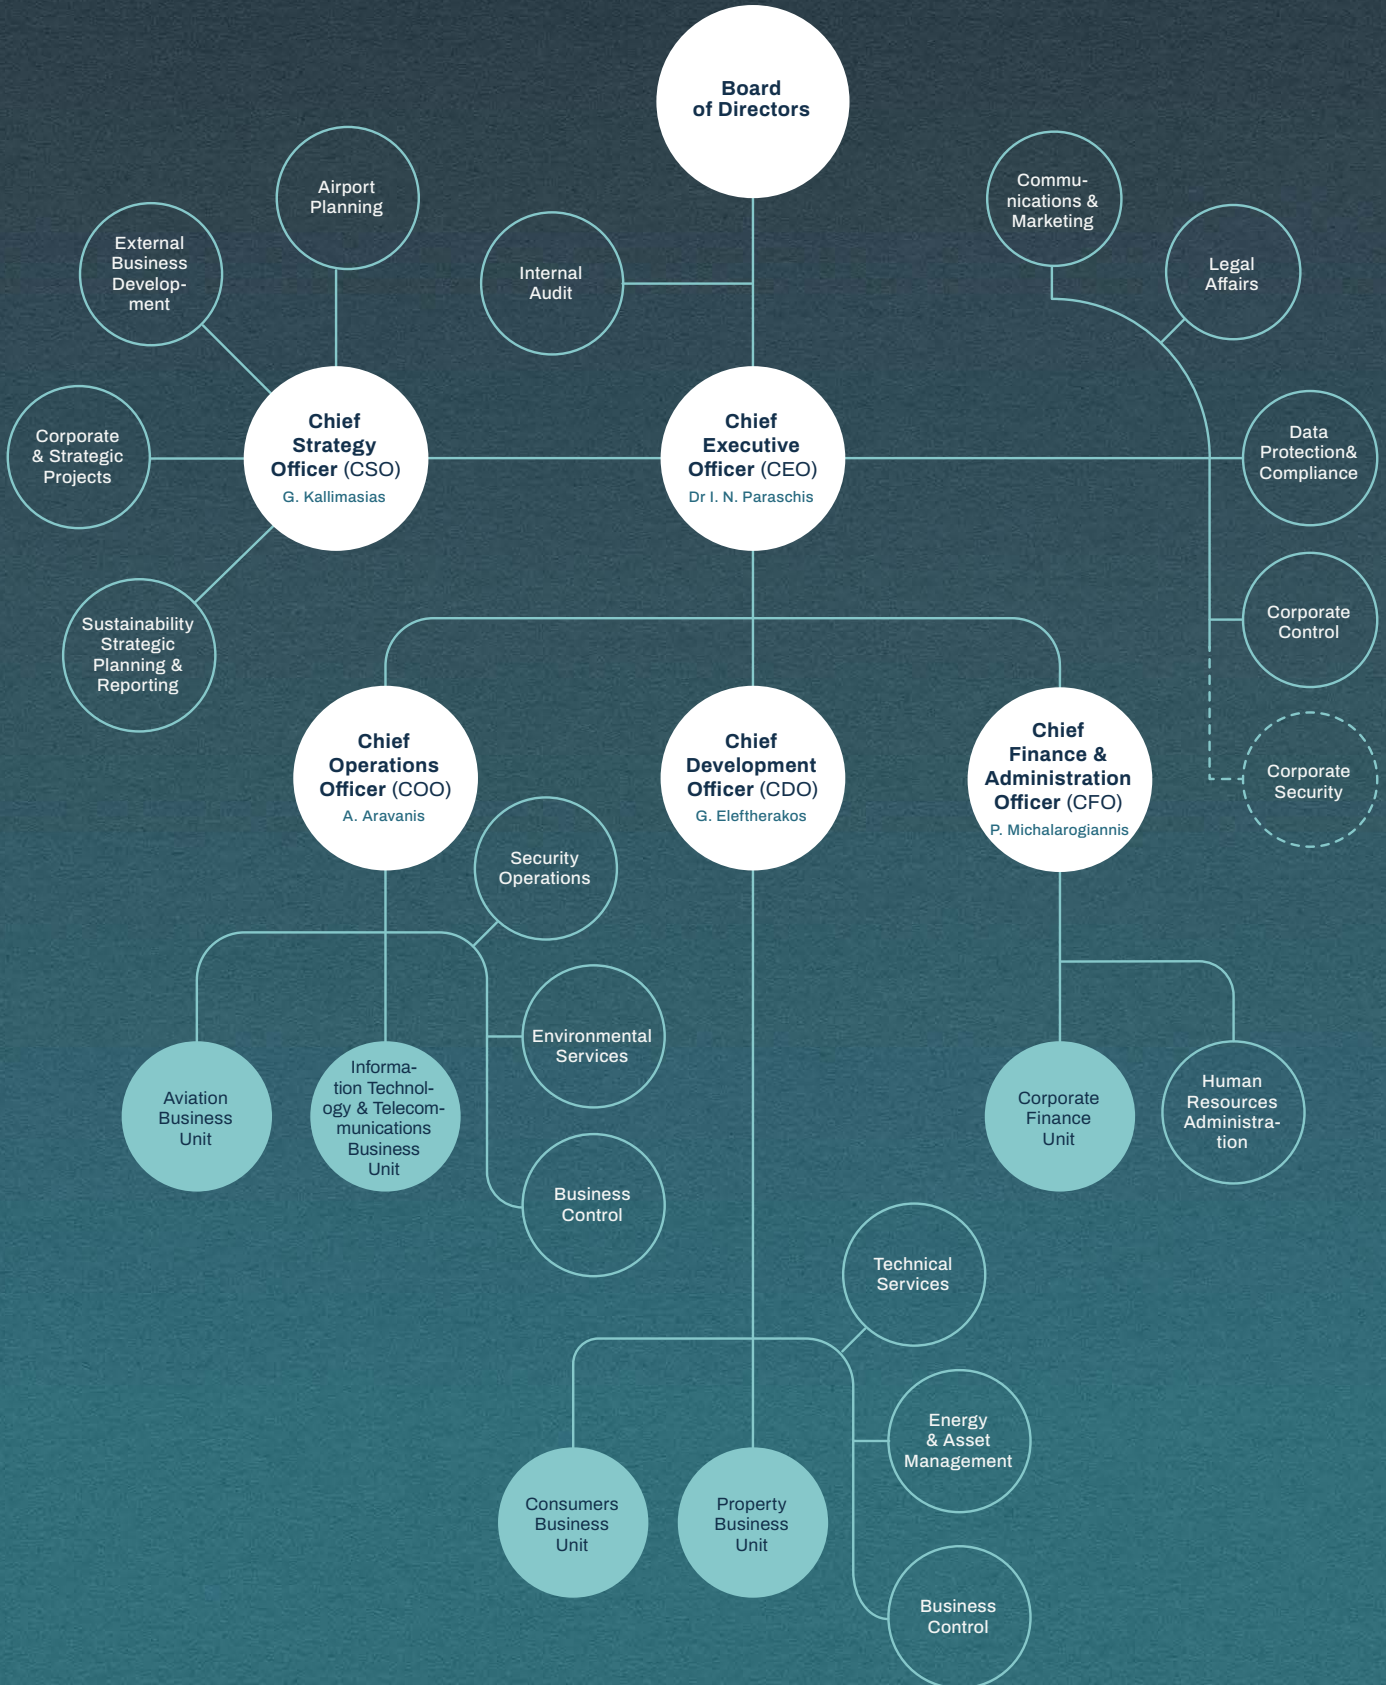 Board
of Directors
Airport
Planning
External
Business
Develop-
ment
Internal
Audit
Commu-
nications &
Marketing
Legal
Affairs
Corporate
& Strategic
Projects
Chief
Strategy
Officer (CSO)
G. Kallimasias
Chief
Executive
Officer (CEO)
Dr I. N. Paraschis
Data
Protection&
Compliance
Sustainability
Strategic
Planning &
Reporting
Corporate
Control
Chief
Operations
Officer (COO)
A. Aravanis
Chief
Development
Officer (CDO)
G. Eleftherakos
Chief
Finance &
Administration
Officer (CFO)
P. Michalarogiannis
Corporate
Security
Security
Operations
Environmental
Services
Aviation
Business
Unit
Informa-
tion Technol-
ogy & Telecom-
munications
Business
Unit
Business
Control
Corporate
Finance
Unit
Human
Resources
Administra-
tion
Technical
Services
Energy
& Asset
Management
Consumers
Business
Unit
Property
Business
Unit
Business
Control